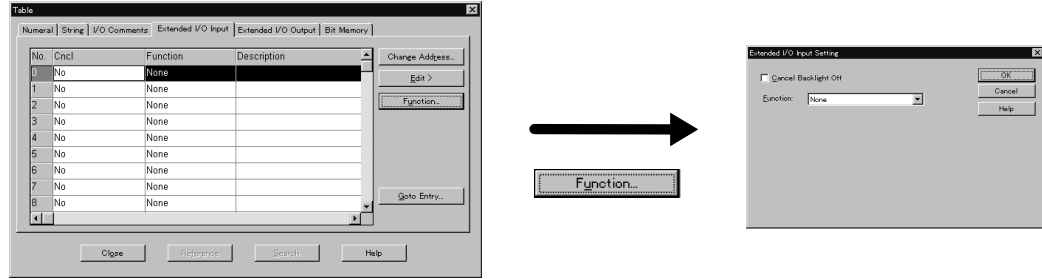 Table
Numeral String I/O Comments Extended I/O Input Extended I/O Output Bit Memory
No. Cncl Function Description
0 No None
1 No None
2 No None
3 No None
4 No None
5 No None
6 No None
7 No None
8 No None
Change Address..
Edit >
Function..
Goto Entry..
Close Reference Search Help
Function...
Extended I/O Input Setting
Cancel Backlight Off
Function: None
OK
Cancel
Help